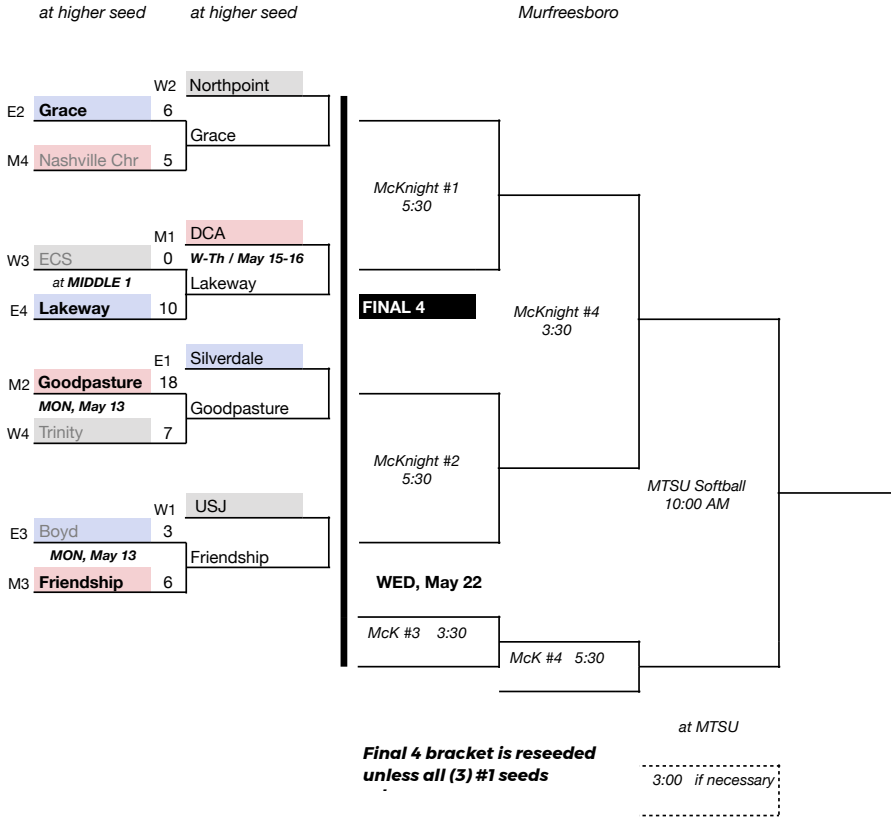 at higher seed
at higher seed
Murfreesboro
W2 Northpoint
E2 Grace 6
Grace
M4 Nashville Chr 5
McKnight #1
5:30
M1 DCA
W3 ECS 0
W-Th / May 15-16
at MIDDLE 1
Lakeway
E4 Lakeway 10
FINAL 4
McKnight #4
3:30
E1 Silverdale
M2 Goodpasture 18
MON, May 13
Goodpasture
W4 Trinity 7
McKnight #2
5:30
MTSU Softball
10:00 AM
W1 USJ
E3 Boyd 3
MON, May 13
Friendship
M3 Friendship 6
WED, May 22
McK #3 3:30
McK #4 5:30
at MTSU
Final 4 bracket is reseeded
unless all (3) #1 seeds
3:00 if necessary